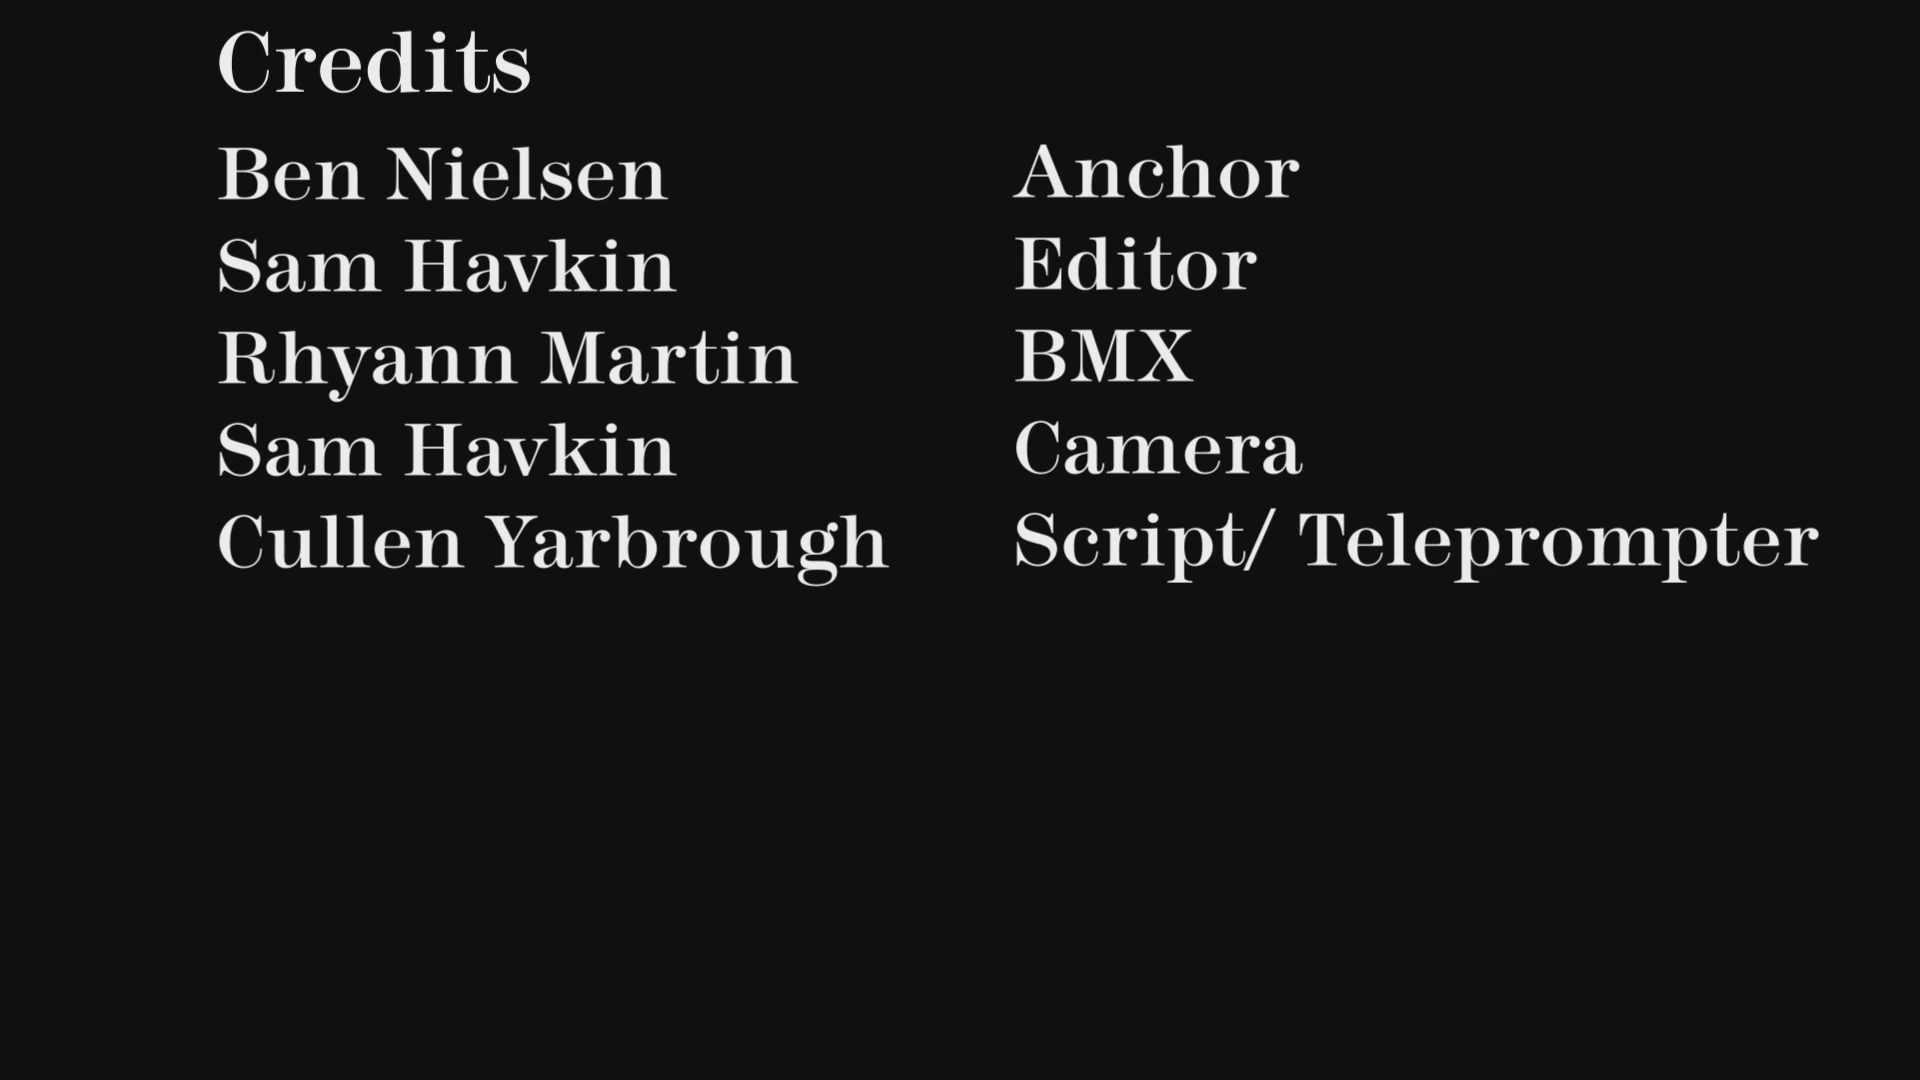 Credits
Ben Nielsen Anchor
Sam Havkin Editor
Rhyann Martin BMX
Sam Havkin Camera
Cullen Yarbrough Script/ Teleprompter